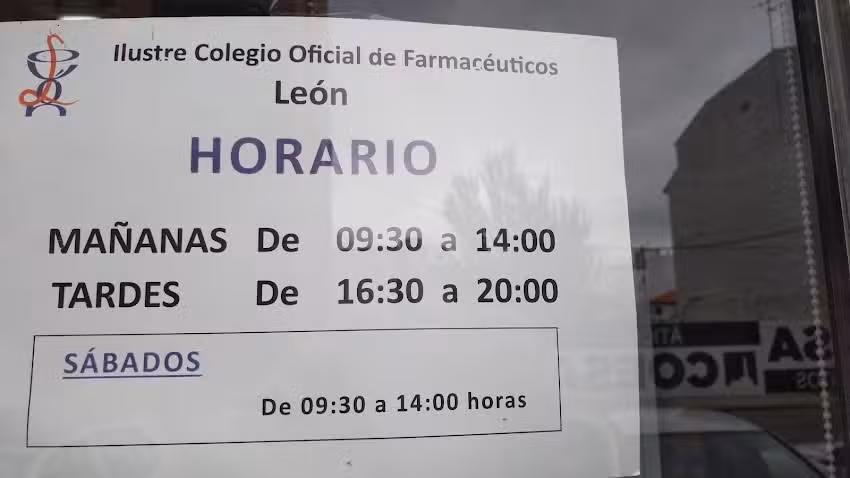 Ilustre Colegio Oficial de Farmacéuticos
León
HORARIO
MAÑANAS De 09:30 a 14:00
TARDES De 16:30 a 20:00
SÁBADOS
De 09:30 a 14:00 horas